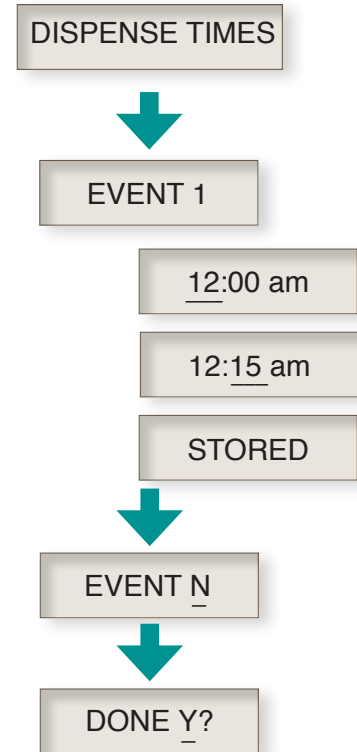 DISPENSE TIMES
EVENT 1
12:00 am
12:15 am
STORED
EVENT N
DONE Y?